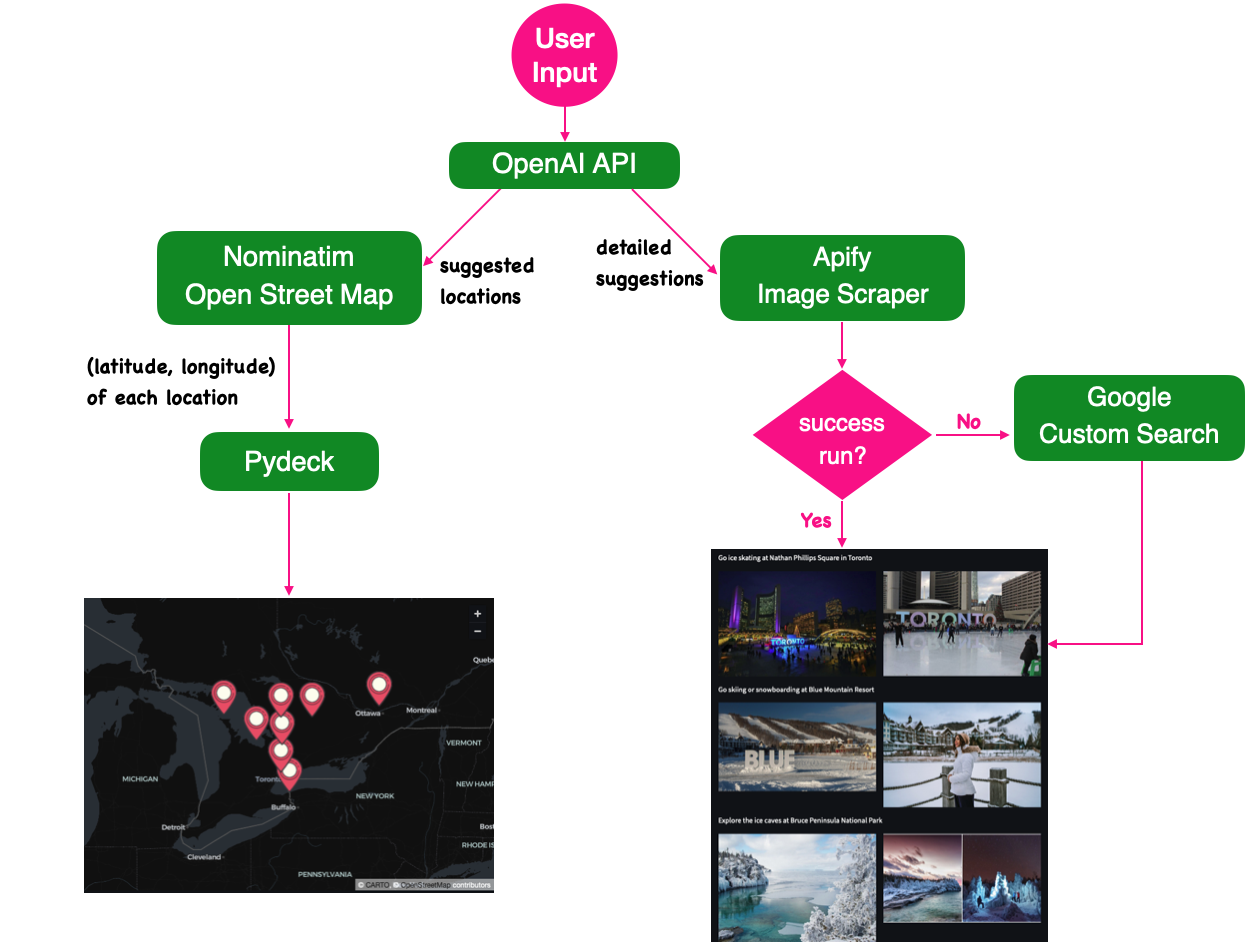 User
Input
OpenAI API
Nominatim
Open Street Map
suggested
locations
detailed
suggestions
Apify
Image Scraper
(latitude, longitude)
of each location
Pydeck
success
run?
No
Google
Custom Search
Yes
+
−
Quebe
Ottawa
Montreal
VERMONT
MICHIGAN
Toront
NEW HAMP
NEW YORK
Buffalo
Detroit
Bost
RHODE IS
Cleveland
PENNSYLVANIA
© CARTO, © OpenStreetMap contributors
Go ice skating at Nathan Phillips Square in Toronto
TORONTO
TORONTO
Go skiing or snowboarding at Blue Mountain Resort
BLUE
Explore the ice caves at Bruce Peninsula National Park